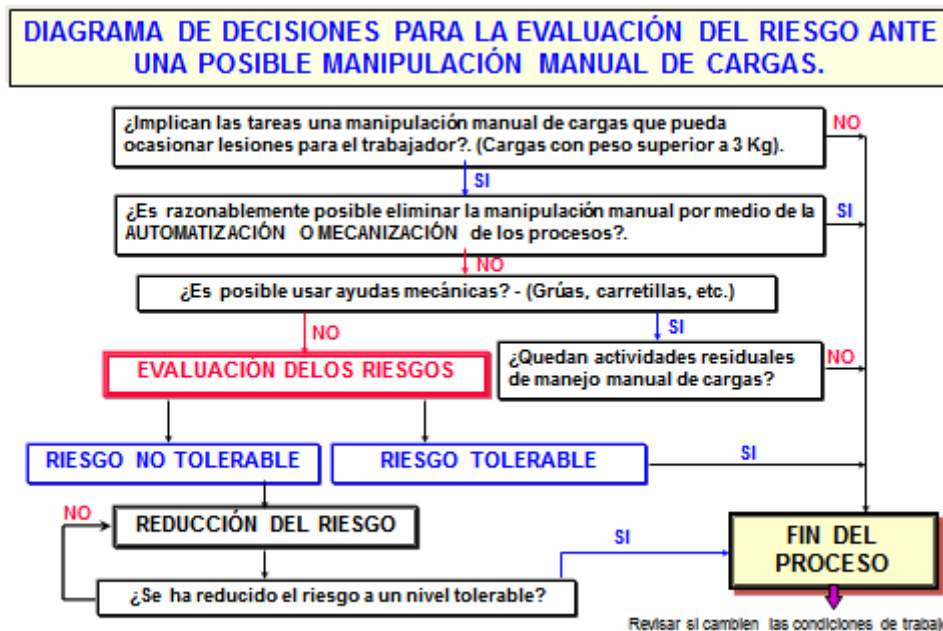 DIAGRAMA DE DECISIONES PARA LA EVALUACIÓN DEL RIESGO ANTE
UNA POSIBLE MANIPULACIÓN MANUAL DE CARGAS.
¿Implican las tareas una manipulación manual de cargas que pueda
ocasionar lesiones para el trabajador?. (Cargas con peso superior a 3 Kg).
NO
SI
¿Es razonablemente posible eliminar la manipulación manual por medio de la
AUTOMATIZACIÓN O MECANIZACIÓN de los procesos?.
SI
NO
¿Es posible usar ayudas mecánicas? - (Grúas, carretillas, etc.)
NO
SI
EVALUACIÓN DELOS RIESGOS
¿Quedan actividades residuales
de manejo manual de cargas?
NO
RIESGO NO TOLERABLE
RIESGO TOLERABLE
SI
NO
REDUCCIÓN DEL RIESGO
SI
FIN DEL
PROCESO
¿Se ha reducido el riesgo a un nivel tolerable?
Revisar si cambien las condiciones de trabajo